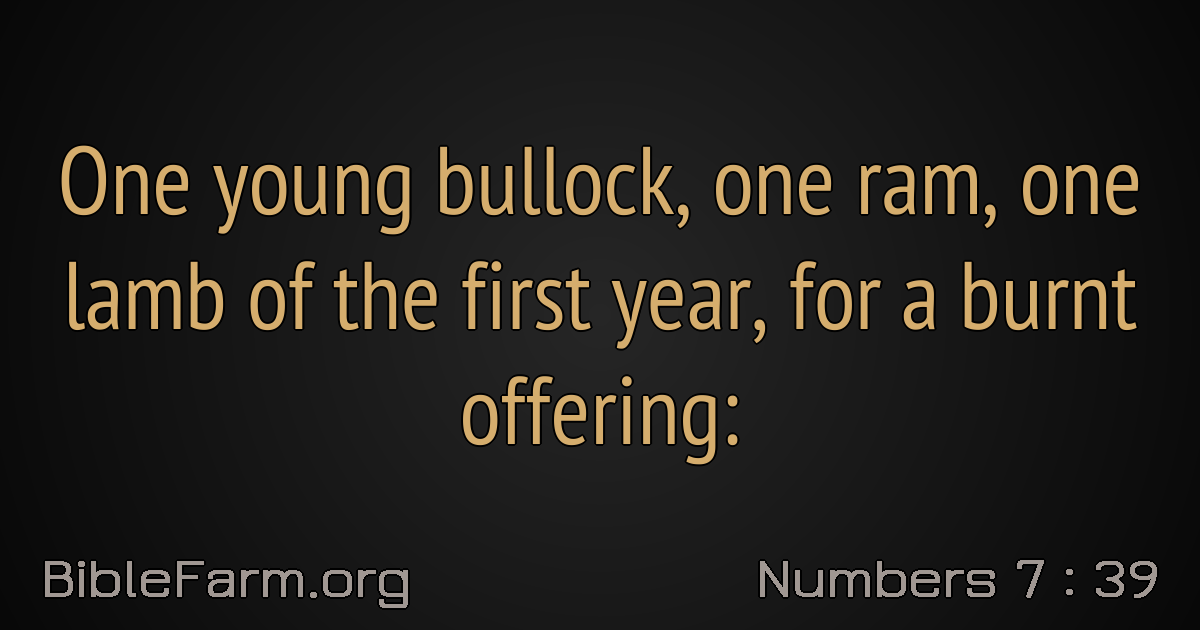 One young bullock, one ram, one
lamb of the first year, for a burnt
offering:
BibleFarm.org
Numbers 7 : 39